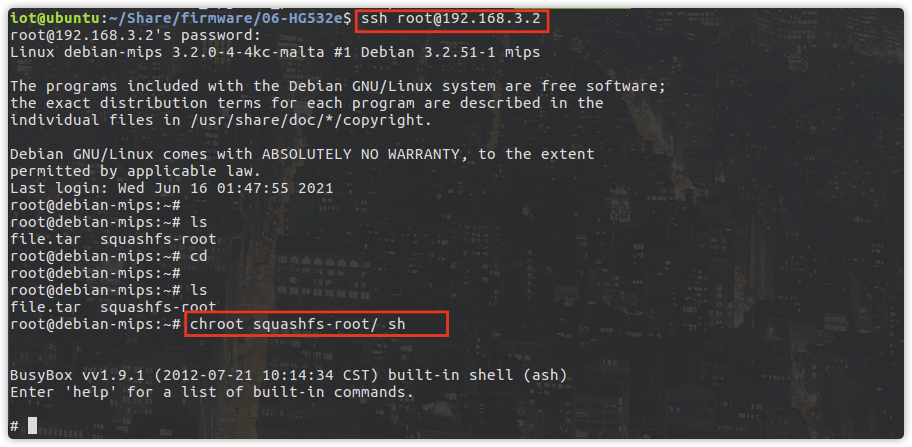 iot@ubuntu:~/Share/firmware/06-HG532e$ ssh root@192.168.3.2
root@192.168.3.2's password:
Linux debian-mips 3.2.0-4-4kc-malta #1 Debian 3.2.51-1 mips
The programs included with the Debian GNU/Linux system are free software;
the exact distribution terms for each program are described in the
individual files in /usr/share/doc/*/copyright.
Debian GNU/Linux comes with ABSOLUTELY NO WARRANTY, to the extent
permitted by applicable law.
Last login: Wed Jun 16 01:47:55 2021
root@debian-mips:~#
root@debian-mips:~# ls
file.tar  squashfs-root
root@debian-mips:~# cd
root@debian-mips:~#
root@debian-mips:~# ls
file.tar  squashfs-root
root@debian-mips:~# chroot squashfs-root/ sh
BusyBox vv1.9.1 (2012-07-21 10:14:34 CST) built-in shell (ash)
Enter 'help' for a list of built-in commands.
#